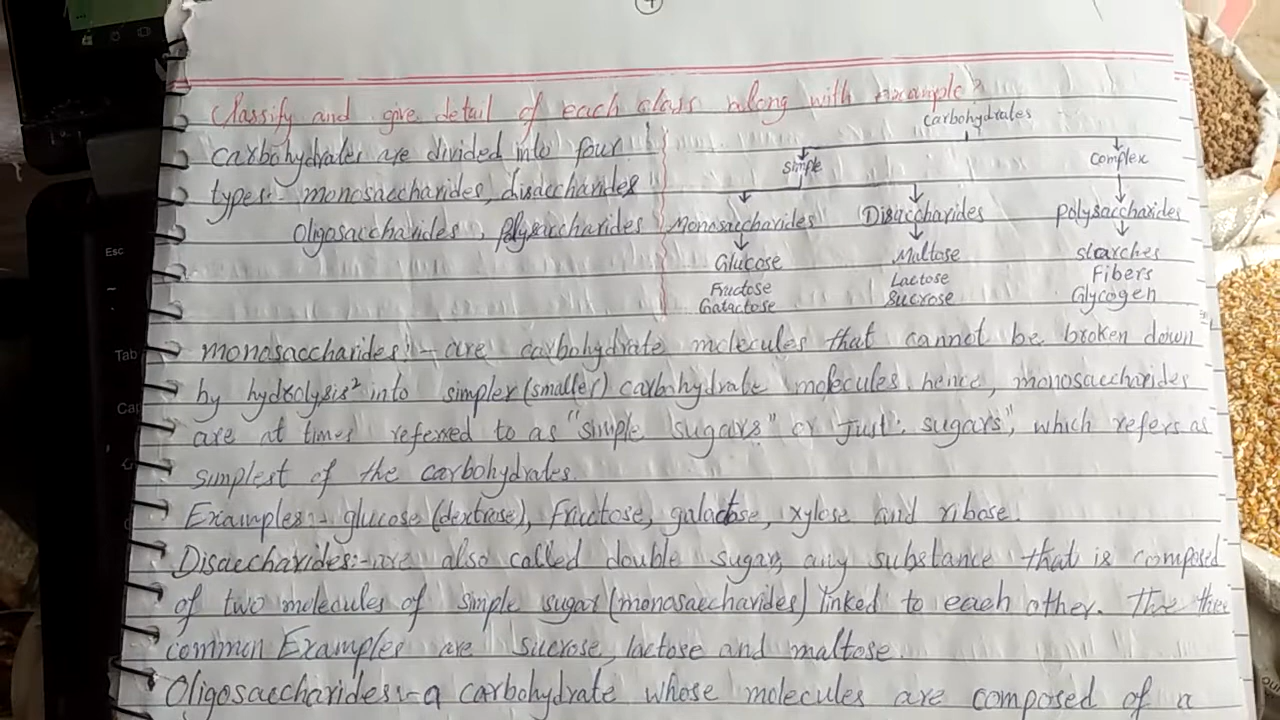 4
Classify and give detail of each class along with example?
carbohydrates are divided into four
types:- monosaccharides, disaccharides
Oligosaccharides, polysaccharides
carbohydrates
simple complex
Monosaccharides Disaccharides polysaccharides
Glucose Maltose starches
Fructose Lactose Fibers
Galactose Sucrose Glycogen
monosaccharides:- are carbohydrate molecules that cannot be broken down
by hydrolysis² into simpler (smaller) carbohydrate molecules hence, monosaccharides
are at times referred to as "simple sugars" or just "sugars", which refers as
simplest of the carbohydrates.
Examples:- glucose (dextrose), Fructose, galactose, xylose and ribose.
Disaccharides:- are also called double sugar, any substance that is composed
of two molecules of simple sugar (monosaccharides) linked to each other. The three
common Examples are sucrose, lactose and maltose.
Oligosaccharides:- a carbohydrate whose molecules are composed of a
Esc
Tab